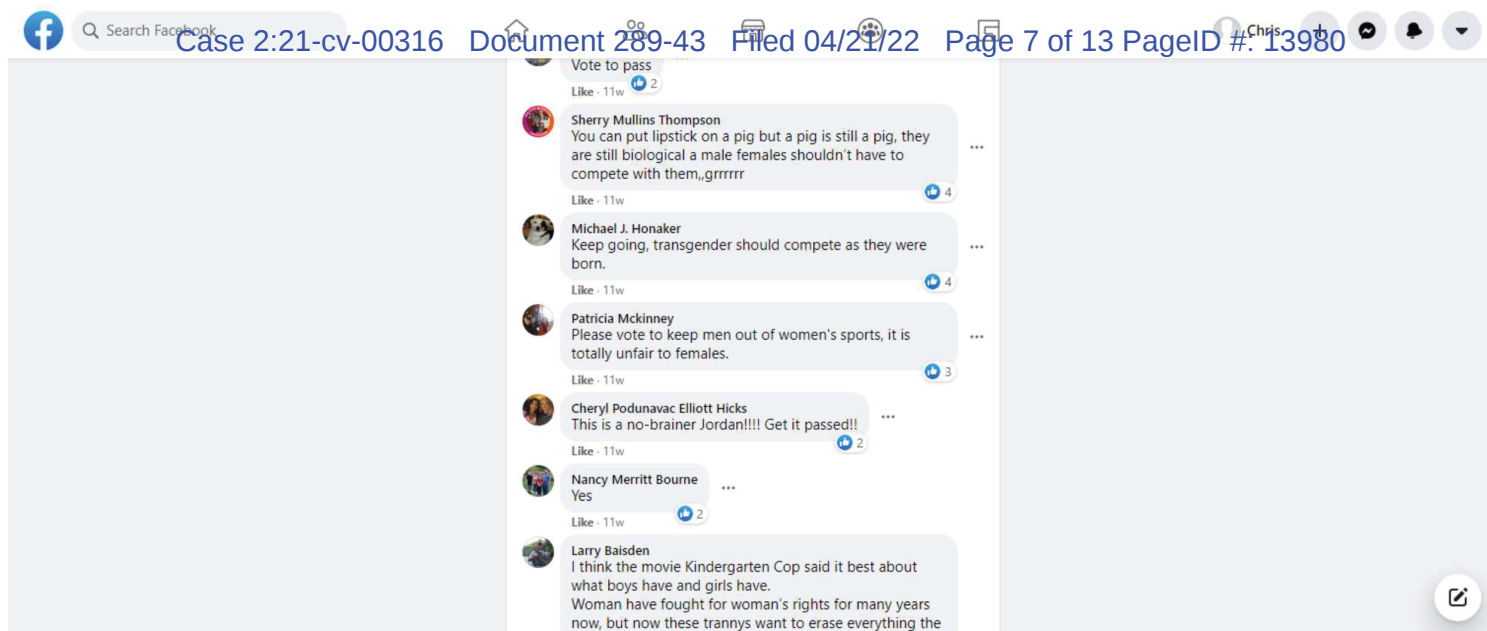 Search Facebook
Case 2:21-cv-00316 Document 289-43 Filed 04/21/22 Page 7 of 13 PageID #: 13980
Chris
Vote to pass
2
Like · 11w
Sherry Mullins Thompson
You can put lipstick on a pig but a pig is still a pig, they
are still biological a male females shouldn't have to
compete with them,,grrrrrr
4
Like · 11w
Michael J. Honaker
Keep going, transgender should compete as they were
born.
4
Like · 11w
Patricia Mckinney
Please vote to keep men out of women's sports, it is
totally unfair to females.
3
Like · 11w
Cheryl Podunavac Elliott Hicks
This is a no-brainer Jordan!!!! Get it passed!!
2
Like · 11w
Nancy Merritt Bourne
Yes
2
Like · 11w
Larry Baisden
I think the movie Kindergarten Cop said it best about
what boys have and girls have.
Woman have fought for woman's rights for many years
now, but now these trannys want to erase everything the